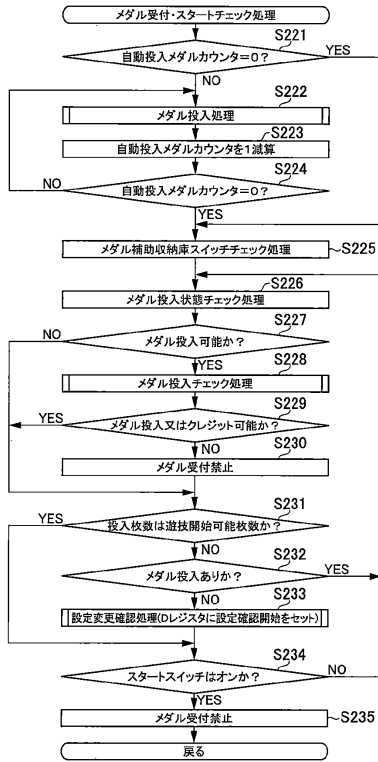 メダル受付・スタートチェック処理
S221
自動投入メダルカウンタ=0?
YES
NO
S222
メダル投入処理
S223
自動投入メダルカウンタを1減算
S224
NO
自動投入メダルカウンタ=0?
YES
メダル補助収納庫スイッチチェック処理
S225
S226
メダル投入状態チェック処理
S227
NO
メダル投入可能か?
YES
S228
メダル投入チェック処理
S229
YES
メダル投入又はクレジット可能か?
NO
S230
メダル受付禁止
S231
YES
投入枚数は遊技開始可能枚数か?
NO
S232
メダル投入ありか?
YES
NO
S233
設定変更確認処理(Dレジスタに設定確認開始をセット)
S234
スタートスイッチはオンか?
NO
YES
メダル受付禁止
S235
戻る